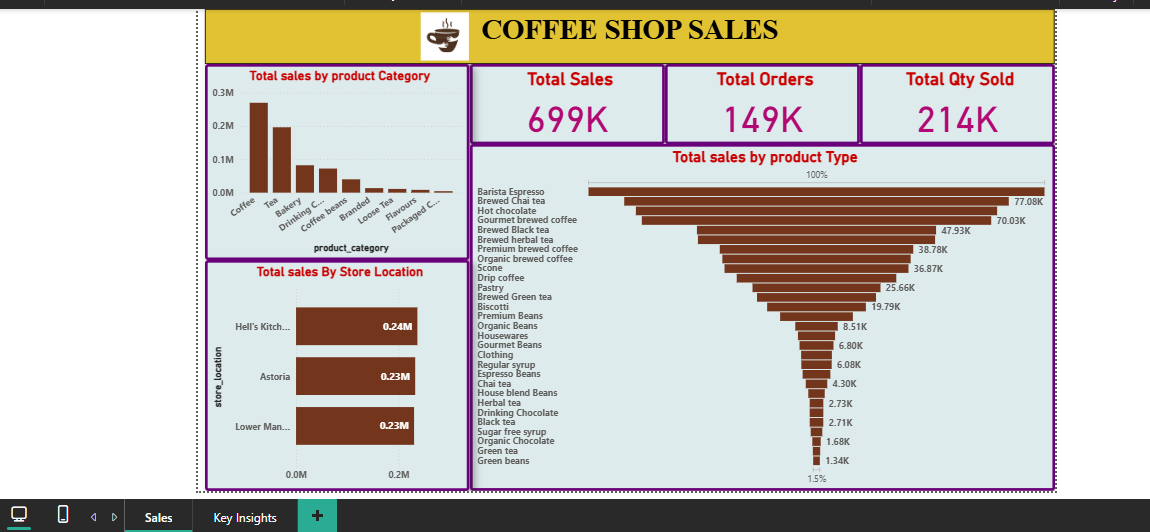 COFFEE SHOP SALES
Total sales by product Category
0.3M
0.2M
0.1M
0.0M
Coffee
Tea
Bakery
Drinking C...
Coffee beans
Branded
Loose Tea
Flavours
Packaged C...
product_category
Total Sales
699K
Total Orders
149K
Total Qty Sold
214K
Total sales By Store Location
store_location
Hell's Kitch...
0.24M
Astoria
0.23M
Lower Man...
0.23M
0.0M
0.2M
Total sales by product Type
100%
Barista Espresso
Brewed Chai tea
77.08K
Hot chocolate
Gourmet brewed coffee
70.03K
Brewed Black tea
47.93K
Brewed herbal tea
Premium brewed coffee
38.78K
Organic brewed coffee
Scone
36.87K
Drip coffee
Pastry
25.66K
Brewed Green tea
Biscotti
19.79K
Premium Beans
Organic Beans
8.51K
Housewares
Gourmet Beans
6.80K
Clothing
Regular syrup
6.08K
Espresso Beans
Chai tea
4.30K
House blend Beans
Herbal tea
2.73K
Drinking Chocolate
Black tea
2.71K
Sugar free syrup
Organic Chocolate
1.68K
Green tea
Green beans
1.34K
1.5%
Sales
Key Insights
+